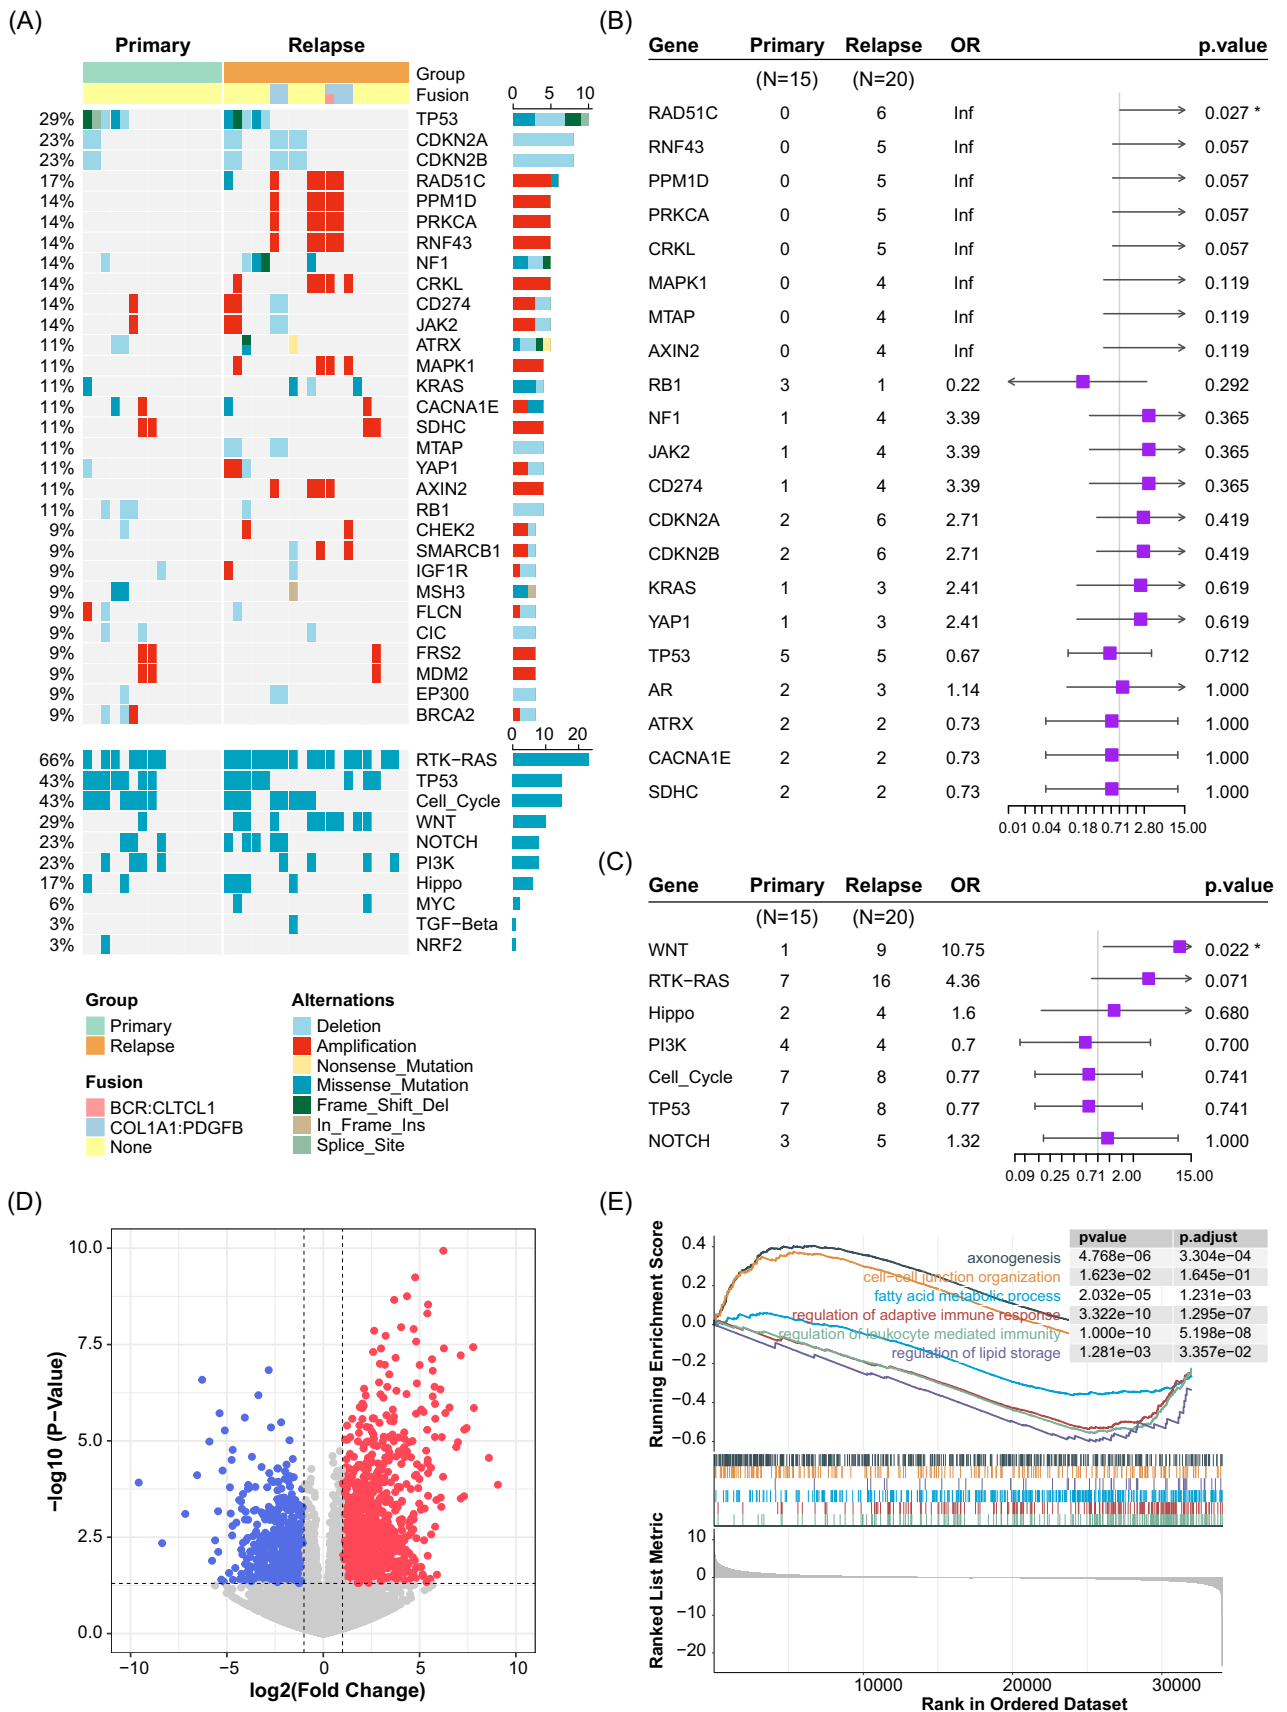 (A)
Primary Relapse
Group
Fusion
0 5 10
29% TP53
23% CDKN2A
23% CDKN2B
17% RAD51C
14% PPM1D
14% PRKCA
14% RNF43
14% NF1
14% CRKL
14% CD274
14% JAK2
11% ATRX
11% MAPK1
11% KRAS
11% CACNA1E
11% SDHC
11% MTAP
11% YAP1
11% AXIN2
11% RB1
9% CHEK2
9% SMARCB1
9% IGF1R
9% MSH3
9% FLCN
9% CIC
9% FRS2
9% MDM2
9% EP300
9% BRCA2
0 10 20
66% RTK−RAS
43% TP53
43% Cell_Cycle
29% WNT
23% NOTCH
23% PI3K
17% Hippo
6% MYC
3% TGF−Beta
3% NRF2
Group
Primary
Relapse
Fusion
BCR:CLTCL1
COL1A1:PDGFB
None
Alternations
Deletion
Amplification
Nonsense_Mutation
Missense_Mutation
Frame_Shift_Del
In_Frame_Ins
Splice_Site
(B)
Gene Primary Relapse OR p.value
(N=15) (N=20)
RAD51C 0 6 Inf 0.027 *
RNF43 0 5 Inf 0.057
PPM1D 0 5 Inf 0.057
PRKCA 0 5 Inf 0.057
CRKL 0 5 Inf 0.057
MAPK1 0 4 Inf 0.119
MTAP 0 4 Inf 0.119
AXIN2 0 4 Inf 0.119
RB1 3 1 0.22 0.292
NF1 1 4 3.39 0.365
JAK2 1 4 3.39 0.365
CD274 1 4 3.39 0.365
CDKN2A 2 6 2.71 0.419
CDKN2B 2 6 2.71 0.419
KRAS 1 3 2.41 0.619
YAP1 1 3 2.41 0.619
TP53 5 5 0.67 0.712
AR 2 3 1.14 1.000
ATRX 2 2 0.73 1.000
CACNA1E 2 2 0.73 1.000
SDHC 2 2 0.73 1.000
0.01 0.04 0.18 0.71 2.80 15.00
(C)
Gene Primary Relapse OR p.value
(N=15) (N=20)
WNT 1 9 10.75 0.022 *
RTK−RAS 7 16 4.36 0.071
Hippo 2 4 1.6 0.680
PI3K 4 4 0.7 0.700
Cell_Cycle 7 8 0.77 0.741
TP53 7 8 0.77 0.741
NOTCH 3 5 1.32 1.000
0.09 0.25 0.71 2.00 15.00
(D)
−log10 (P−Value)
10.0
7.5
5.0
2.5
0.0
−10 −5 0 5 10
log2(Fold Change)
(E)
Running Enrichment Score
0.4
0.2
0.0
−0.2
−0.4
−0.6
pvalue p.adjust
axonogenesis 4.768e−06 3.304e−04
cell−cell junction organization 1.623e−02 1.645e−01
fatty acid metabolic process 2.032e−05 1.231e−03
regulation of adaptive immune response 3.322e−10 1.295e−07
regulation of leukocyte mediated immunity 1.000e−10 5.198e−08
regulation of lipid storage 1.281e−03 3.357e−02
Ranked List Metric
10
0
−10
−20
10000 20000 30000
Rank in Ordered Dataset